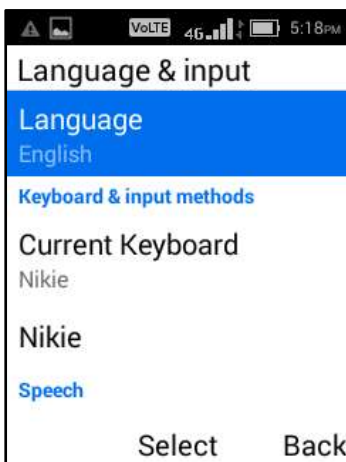 VoLTE 4G 5:18PM
Language & input
Language
English
Keyboard & input methods
Current Keyboard
Nikie
Nikie
Speech
Select Back